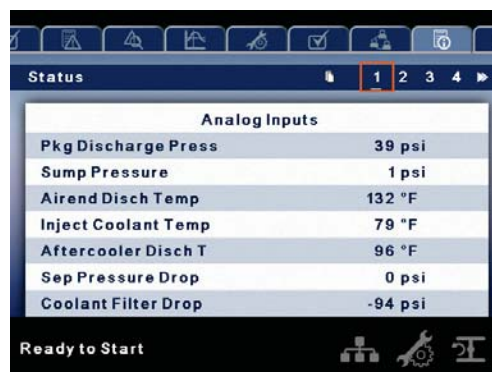 Status 1 2 3 4
Analog Inputs
Pkg Discharge Press 39 psi
Sump Pressure 1 psi
Airend Disch Temp 132 °F
Inject Coolant Temp 79 °F
Aftercooler Disch T 96 °F
Sep Pressure Drop 0 psi
Coolant Filter Drop -94 psi
Ready to Start